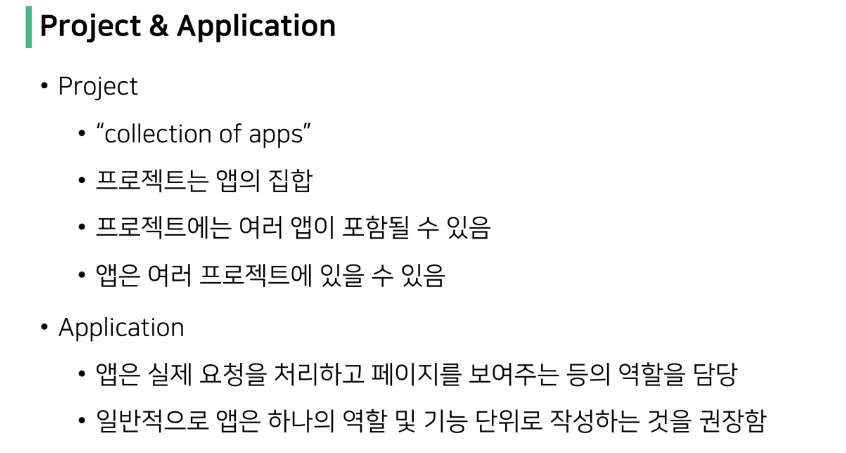 Project & Application
• Project
• “collection of apps”
• 프로젝트는 앱의 집합
• 프로젝트에는 여러 앱이 포함될 수 있음
• 앱은 여러 프로젝트에 있을 수 있음
• Application
• 앱은 실제 요청을 처리하고 페이지를 보여주는 등의 역할을 담당
• 일반적으로 앱은 하나의 역할 및 기능 단위로 작성하는 것을 권장함